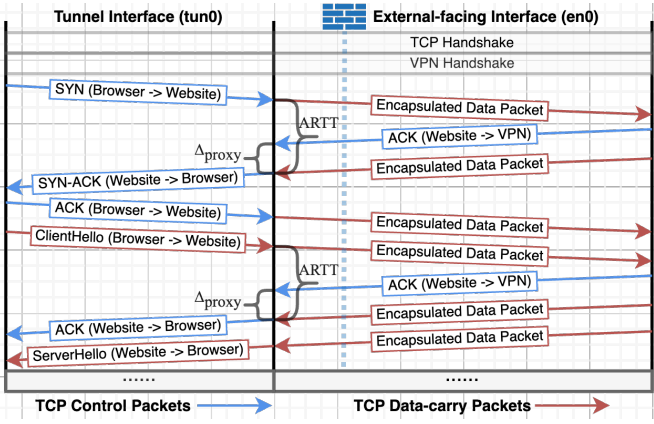 Tunnel Interface (tun0)
External-facing Interface (en0)
TCP Handshake
VPN Handshake
SYN (Browser -> Website)
Encapsulated Data Packet
ARTT
ACK (Website -> VPN)
Δproxy
Encapsulated Data Packet
SYN-ACK (Website -> Browser)
ACK (Browser -> Website)
Encapsulated Data Packet
ClientHello (Browser -> Website)
Encapsulated Data Packet
ARTT
ACK (Website -> VPN)
Δproxy
Encapsulated Data Packet
ACK (Website -> Browser)
Encapsulated Data Packet
ServerHello (Website -> Browser)
......
......
TCP Control Packets
TCP Data-carry Packets